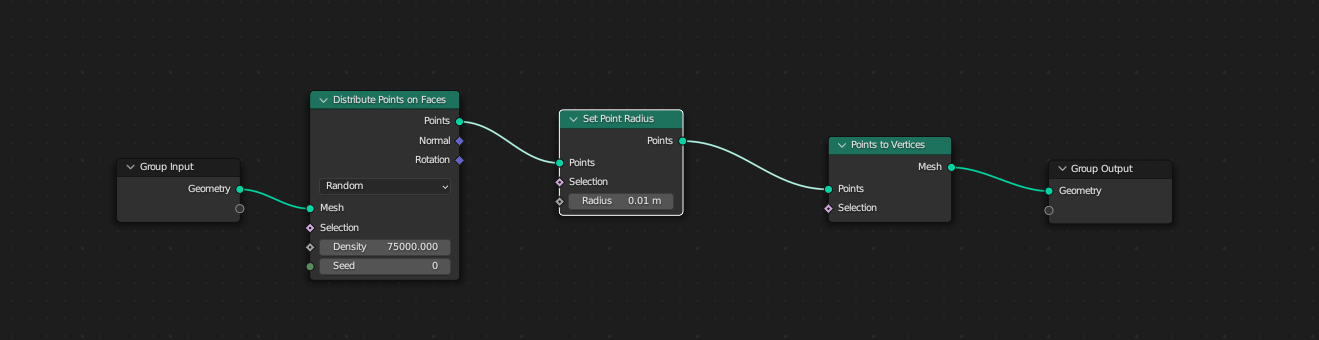 Group Input
Geometry
Distribute Points on Faces
Points
Normal
Rotation
Random
Mesh
Selection
Density 75000.000
Seed 0
Set Point Radius
Points
Points
Selection
Radius 0.01 m
Points to Vertices
Mesh
Points
Selection
Group Output
Geometry